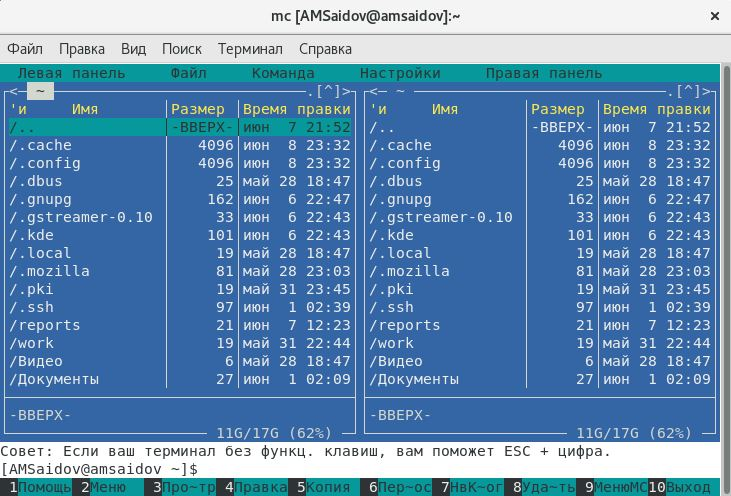 mc [AMSaidov@amsaidov]:~ ×
Файл Правка Вид Поиск Терминал Справка
Левая панель Файл Команда Настройки Правая панель
<─ ~ .[^]> <─ ~ .[^]>
'и Имя Размер Время правки 'и Имя Размер Время правки
/.. -ВВЕРХ- июн 7 21:52 /.. -ВВЕРХ- июн 7 21:52
/.cache 4096 июн 8 23:32 /.cache 4096 июн 8 23:32
/.config 4096 июн 8 23:32 /.config 4096 июн 8 23:32
/.dbus 25 май 28 18:47 /.dbus 25 май 28 18:47
/.gnupg 162 июн 6 22:47 /.gnupg 162 июн 6 22:47
/.gstreamer-0.10 33 июн 6 22:43 /.gstreamer-0.10 33 июн 6 22:43
/.kde 101 июн 6 22:43 /.kde 101 июн 6 22:43
/.local 19 май 28 18:47 /.local 19 май 28 18:47
/.mozilla 81 май 28 23:03 /.mozilla 81 май 28 23:03
/.pki 19 май 31 23:45 /.pki 19 май 31 23:45
/.ssh 97 июн 1 02:39 /.ssh 97 июн 1 02:39
/reports 21 июн 7 12:23 /reports 21 июн 7 12:23
/work 19 май 31 22:44 /work 19 май 31 22:44
/Видео 6 май 28 18:47 /Видео 6 май 28 18:47
/Документы 27 июн 1 02:09 /Документы 27 июн 1 02:09
-ВВЕРХ- -ВВЕРХ-
11G/17G (62%) 11G/17G (62%)
Совет: Если ваш терминал без функц. клавиш, вам поможет ESC + цифра.
[AMSaidov@amsaidov ~]$
1Помощь 2Меню 3Про~тр 4Правка 5Копия 6Пер~ос 7НвК~ог 8Уда~ть 9МенюMC 10Выход